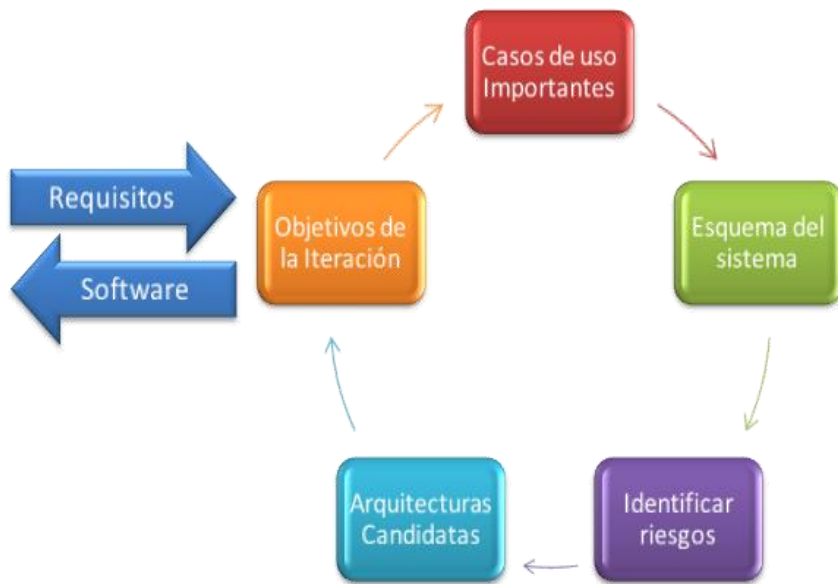 Casos de uso
Importantes
Requisitos
Software
Objetivos de
la Iteración
Esquema del
sistema
Arquitecturas
Candidatas
Identificar
riesgos